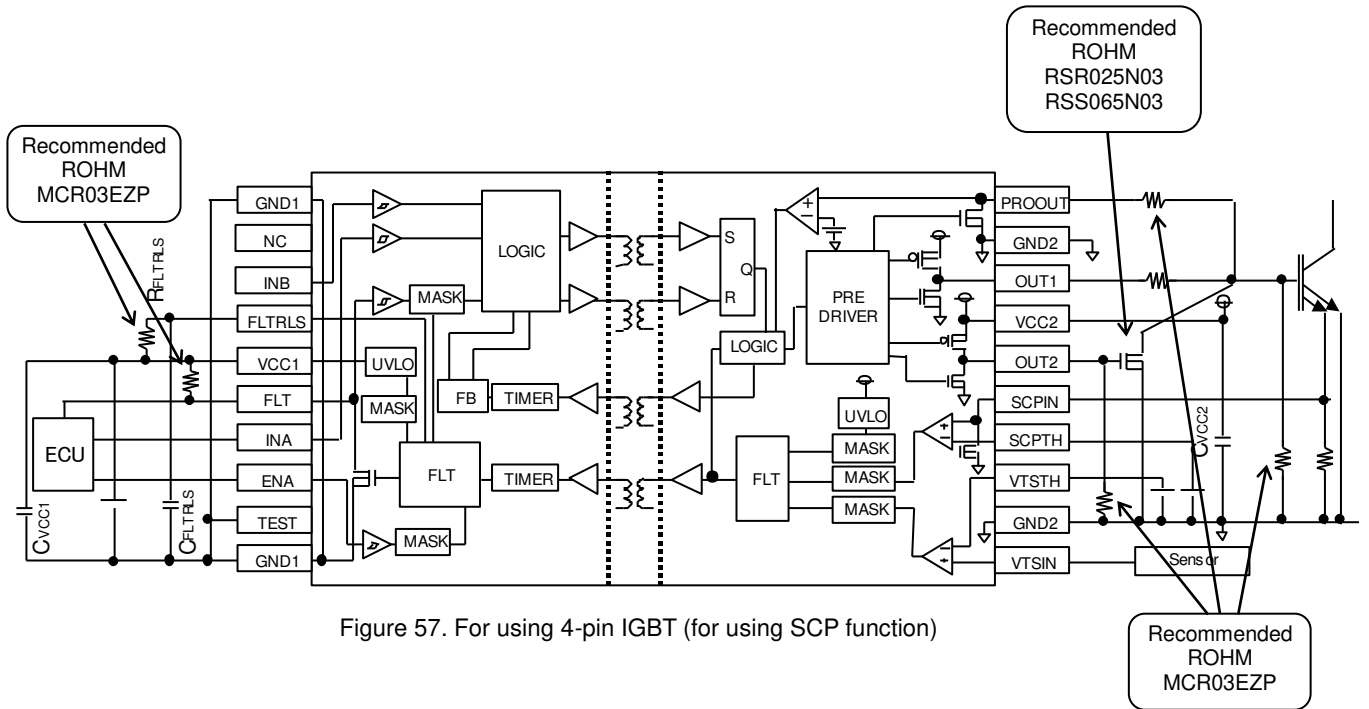 Recommended
ROHM
RSR025N03
RSS065N03
Recommended
ROHM
MCR03EZP
GND1
NC
INB
FLTRLS
VCC1
FLT
INA
ENA
TEST
GND1
RFLTRLS
ECU
CVCC1
CFLTRLS
LOGIC
MASK
UVLO
MASK
FB
TIMER
FLT
TIMER
MASK
S
Q
R
LOGIC
+
−
PRE
DRIVER
UVLO
MASK
MASK
MASK
FLT
+
−
−
+
PROOUT
GND2
OUT1
VCC2
OUT2
SCPIN
SCPTH
VTSTH
GND2
VTSIN
CVCC2
Sensor
Recommended
ROHM
MCR03EZP
Figure 57. For using 4-pin IGBT (for using SCP function)